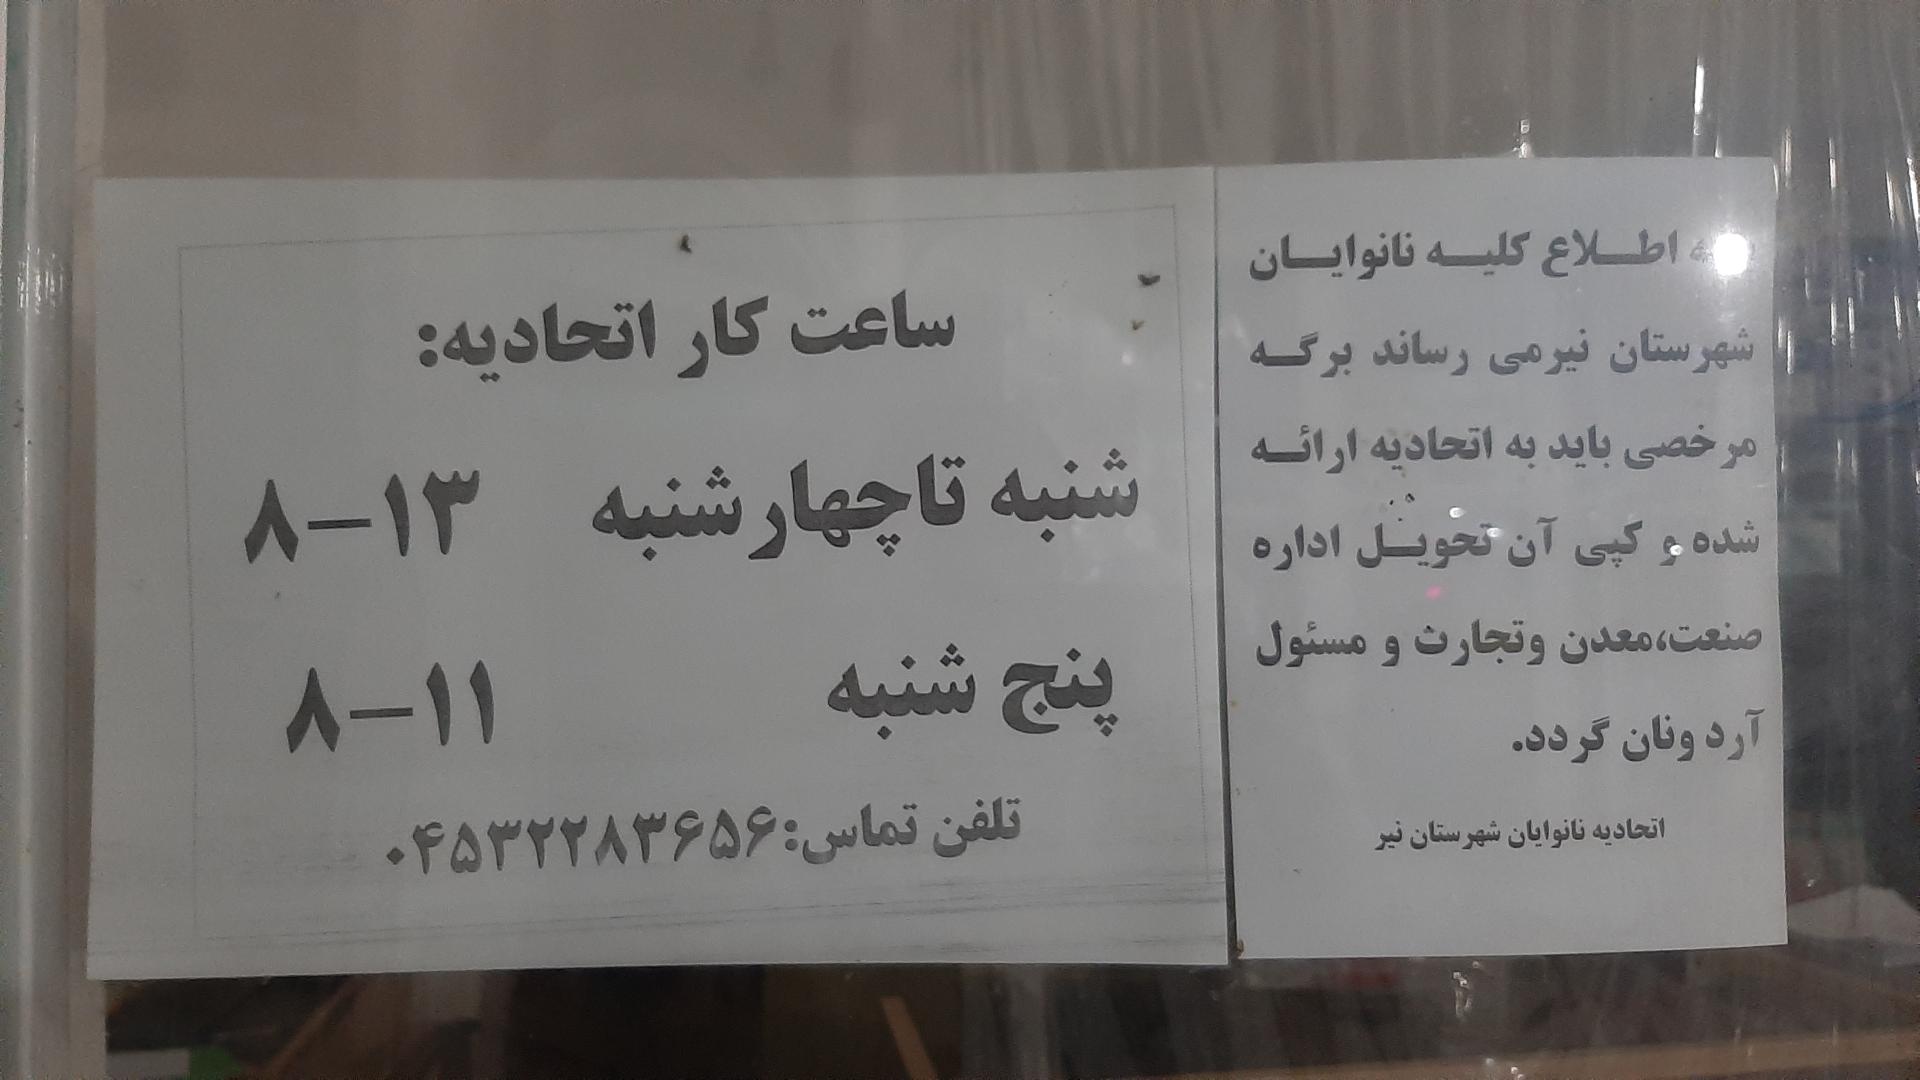 به اطلاع کلیه نانوایان
شهرستان نیرمی رساند برگه
مرخصی باید به اتحادیه ارائه
شده و کپی آن تحویل اداره
صنعت،معدن وتجارت و مسئول
آرد ونان گردد.
اتحادیه نانوایان شهرستان نیر
ساعت کار اتحادیه:
شنبه تاچهارشنبه ۸-۱۳
پنج شنبه ۸-۱۱
تلفن تماس:۰۴۵۳۲۲۸۳۶۵۶